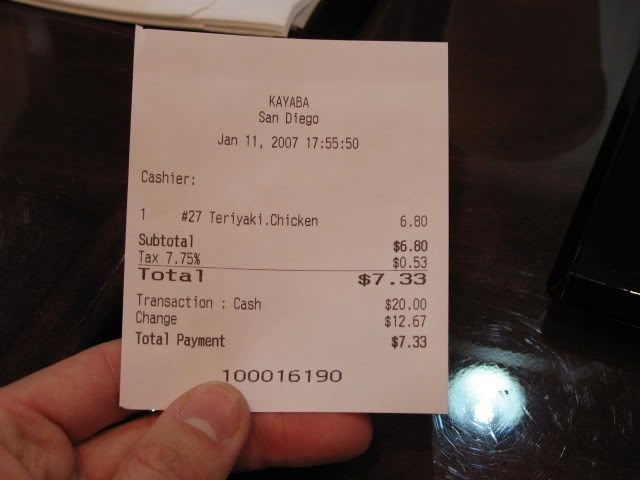 KAYABA
San Diego
Jan 11, 2007 17:55:50
Cashier:
1 #27 Teriyaki.Chicken 6.80
Subtotal $6.80
Tax 7.75% $0.53
Total $7.33
Transaction : Cash $20.00
Change $12.67
Total Payment $7.33
100016190